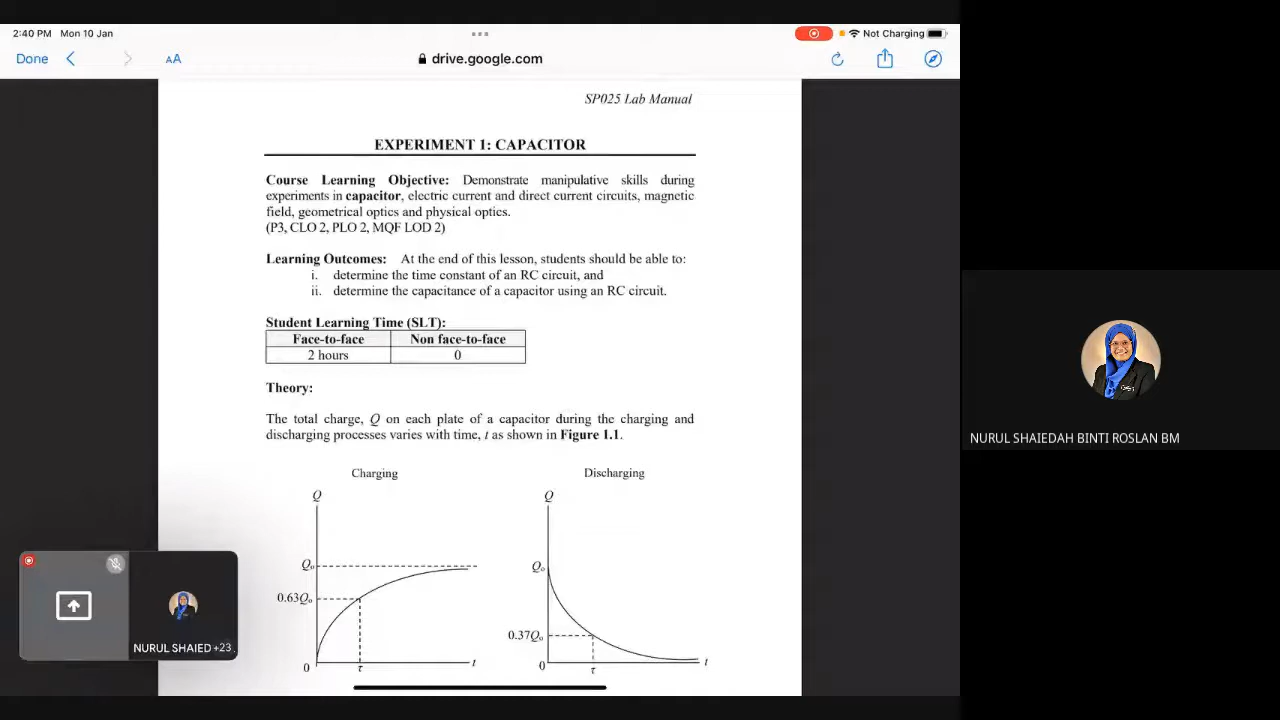 2:40 PM Mon 10 Jan
Not Charging
Done
AA
drive.google.com
SP025 Lab Manual
EXPERIMENT 1: CAPACITOR
Course Learning Objective: Demonstrate manipulative skills during
experiments in capacitor, electric current and direct current circuits, magnetic
field, geometrical optics and physical optics.
(P3, CLO 2, PLO 2, MQF LOD 2)
Learning Outcomes: At the end of this lesson, students should be able to:
i. determine the time constant of an RC circuit, and
ii. determine the capacitance of a capacitor using an RC circuit.
Student Learning Time (SLT):
Face-to-face Non face-to-face
2 hours 0
Theory:
The total charge, Q on each plate of a capacitor during the charging and
discharging processes varies with time, t as shown in Figure 1.1.
Charging
Q
Qₒ
0.63Qₒ
0
τ
t
Discharging
Q
Qₒ
0.37Qₒ
0
τ
t
NURUL SHAIED +23
NURUL SHAIEDAH BINTI ROSLAN BM